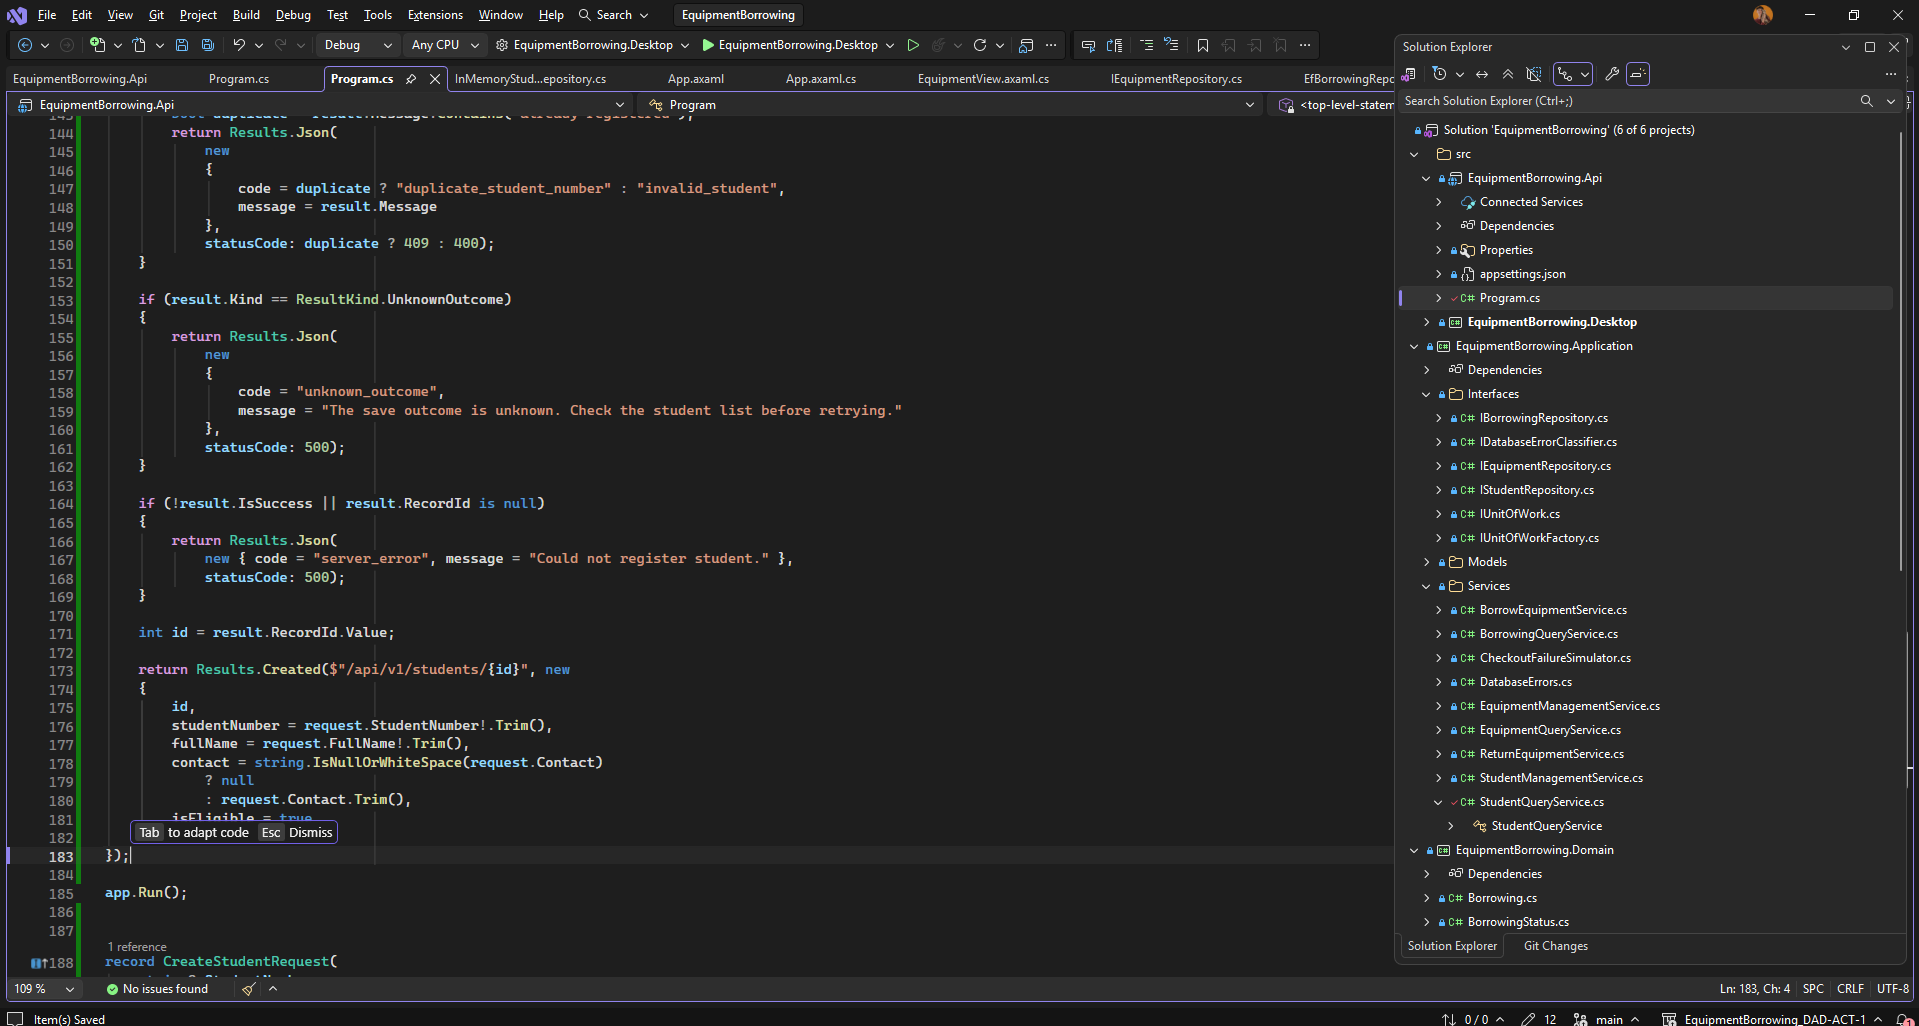 File Edit View Git Project Build Debug Test Tools Extensions Window Help Search EquipmentBorrowing
Debug Any CPU EquipmentBorrowing.Desktop EquipmentBorrowing.Desktop
EquipmentBorrowing.Api Program.cs Program.cs InMemoryStud...epository.cs App.axaml App.axaml.cs EquipmentView.axaml.cs IEquipmentRepository.cs EfBorrowingRepo
EquipmentBorrowing.Api Program <top-level-statem
144 return Results.Json(
145 new
146 {
147 code = duplicate ? "duplicate_student_number" : "invalid_student",
148 message = result.Message
149 },
150 statusCode: duplicate ? 409 : 400);
151 }
152
153 if (result.Kind == ResultKind.UnknownOutcome)
154 {
155 return Results.Json(
156 new
157 {
158 code = "unknown_outcome",
159 message = "The save outcome is unknown. Check the student list before retrying."
160 },
161 statusCode: 500);
162 }
163
164 if (!result.IsSuccess || result.RecordId is null)
165 {
166 return Results.Json(
167 new { code = "server_error", message = "Could not register student." },
168 statusCode: 500);
169 }
170
171 int id = result.RecordId.Value;
172
173 return Results.Created($"/api/v1/students/{id}", new
174 {
175 id,
176 studentNumber = request.StudentNumber!.Trim(),
177 fullName = request.FullName!.Trim(),
178 contact = string.IsNullOrWhiteSpace(request.Contact)
179 ? null
180 : request.Contact.Trim(),
181 isEligible = true
182 Tab to adapt code Esc Dismiss
183 });
184
185 app.Run();
186
187
1 reference
188 record CreateStudentRequest(
109 % No issues found Ln: 183, Ch: 4 SPC CRLF UTF-8
Item(s) Saved 0 / 0 12 main EquipmentBorrowing_DAD-ACT-1
Solution Explorer
Search Solution Explorer (Ctrl+;)
Solution 'EquipmentBorrowing' (6 of 6 projects)
src
EquipmentBorrowing.Api
Connected Services
Dependencies
Properties
appsettings.json
C# Program.cs
EquipmentBorrowing.Desktop
EquipmentBorrowing.Application
Dependencies
Interfaces
C# IBorrowingRepository.cs
C# IDatabaseErrorClassifier.cs
C# IEquipmentRepository.cs
C# IStudentRepository.cs
C# IUnitOfWork.cs
C# IUnitOfWorkFactory.cs
Models
Services
C# BorrowEquipmentService.cs
C# BorrowingQueryService.cs
C# CheckoutFailureSimulator.cs
C# DatabaseErrors.cs
C# EquipmentManagementService.cs
C# EquipmentQueryService.cs
C# ReturnEquipmentService.cs
C# StudentManagementService.cs
C# StudentQueryService.cs
StudentQueryService
EquipmentBorrowing.Domain
Dependencies
C# Borrowing.cs
C# BorrowingStatus.cs
Solution Explorer Git Changes